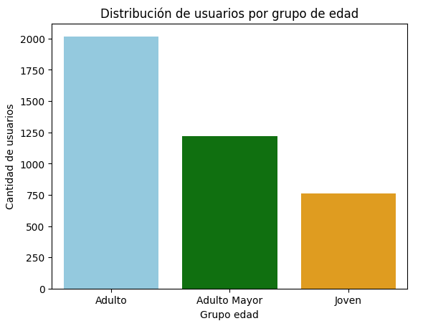 Distribución de usuarios por grupo de edad
Cantidad de usuarios
2000
1750
1500
1250
1000
750
500
250
0
Adulto Adulto Mayor Joven
Grupo edad